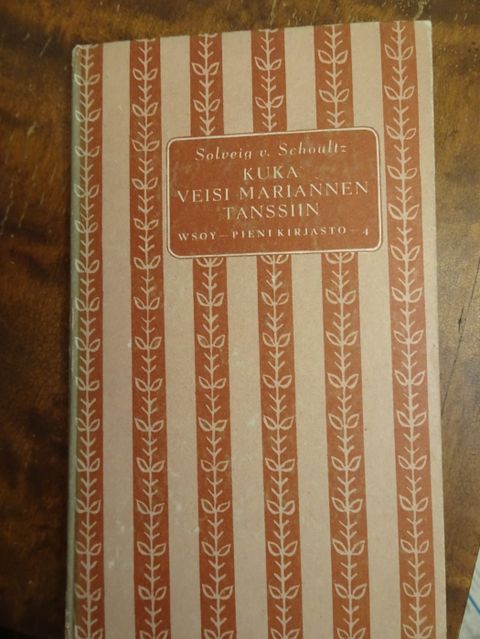 Solveig v. Schoultz
KUKA
VEISI MARIANNEN
TANSSIIN
WSOY – PIENI KIRJASTO – 4